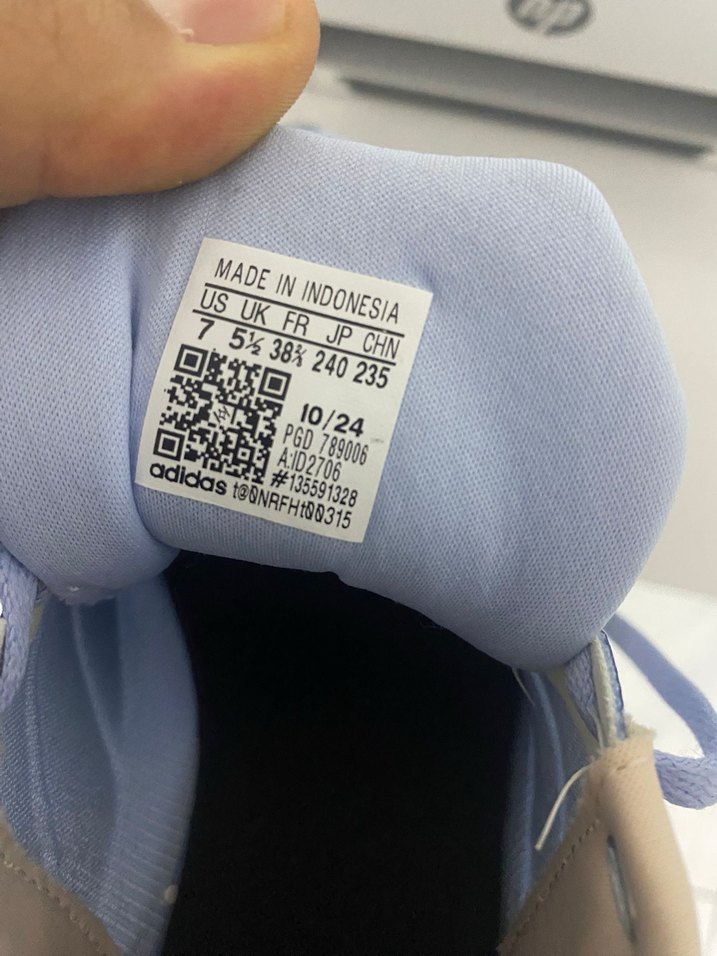 hp
MADE IN INDONESIA
US UK FR JP CHN
7 5½ 38⅔ 240 235
10/24
PGD 789006
A:ID2706
#135591328
adidas t@0NRFHt00315